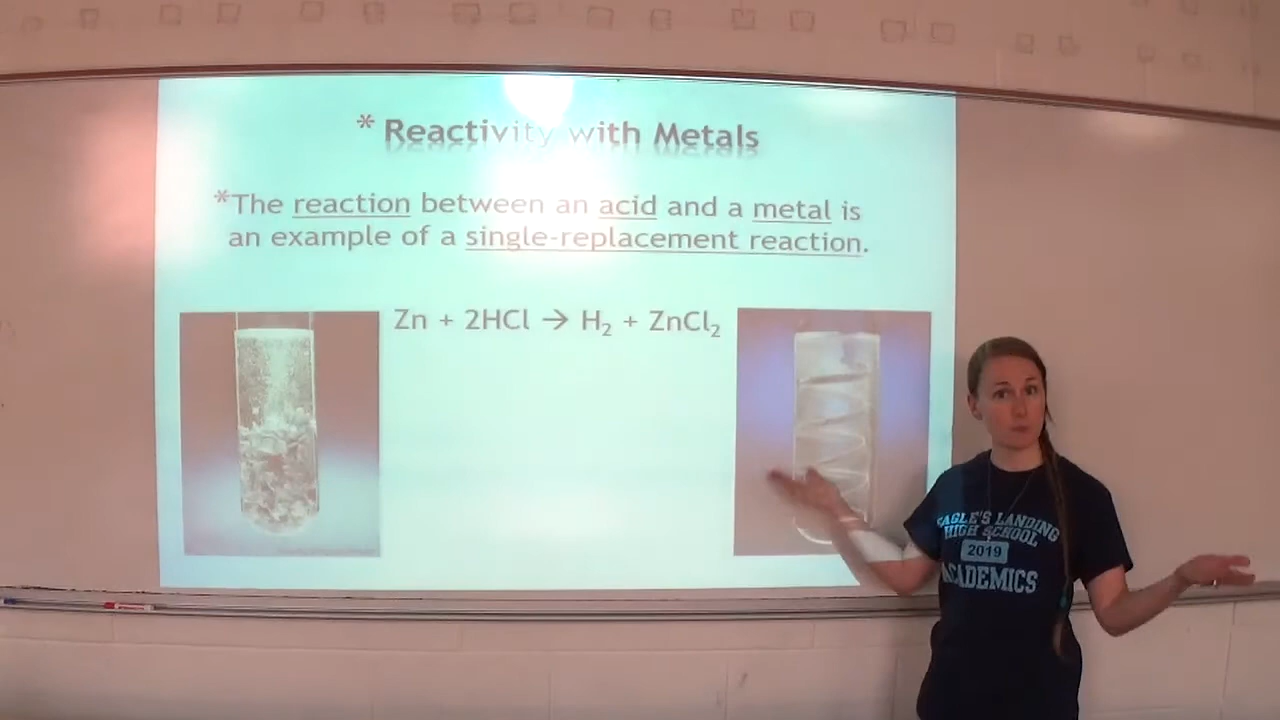 * Reactivity with Metals
*The reaction between an acid and a metal is
an example of a single-replacement reaction.
Zn + 2HCl → H₂ + ZnCl₂
EAGLE'S LANDING
HIGH SCHOOL
2019
ACADEMICS